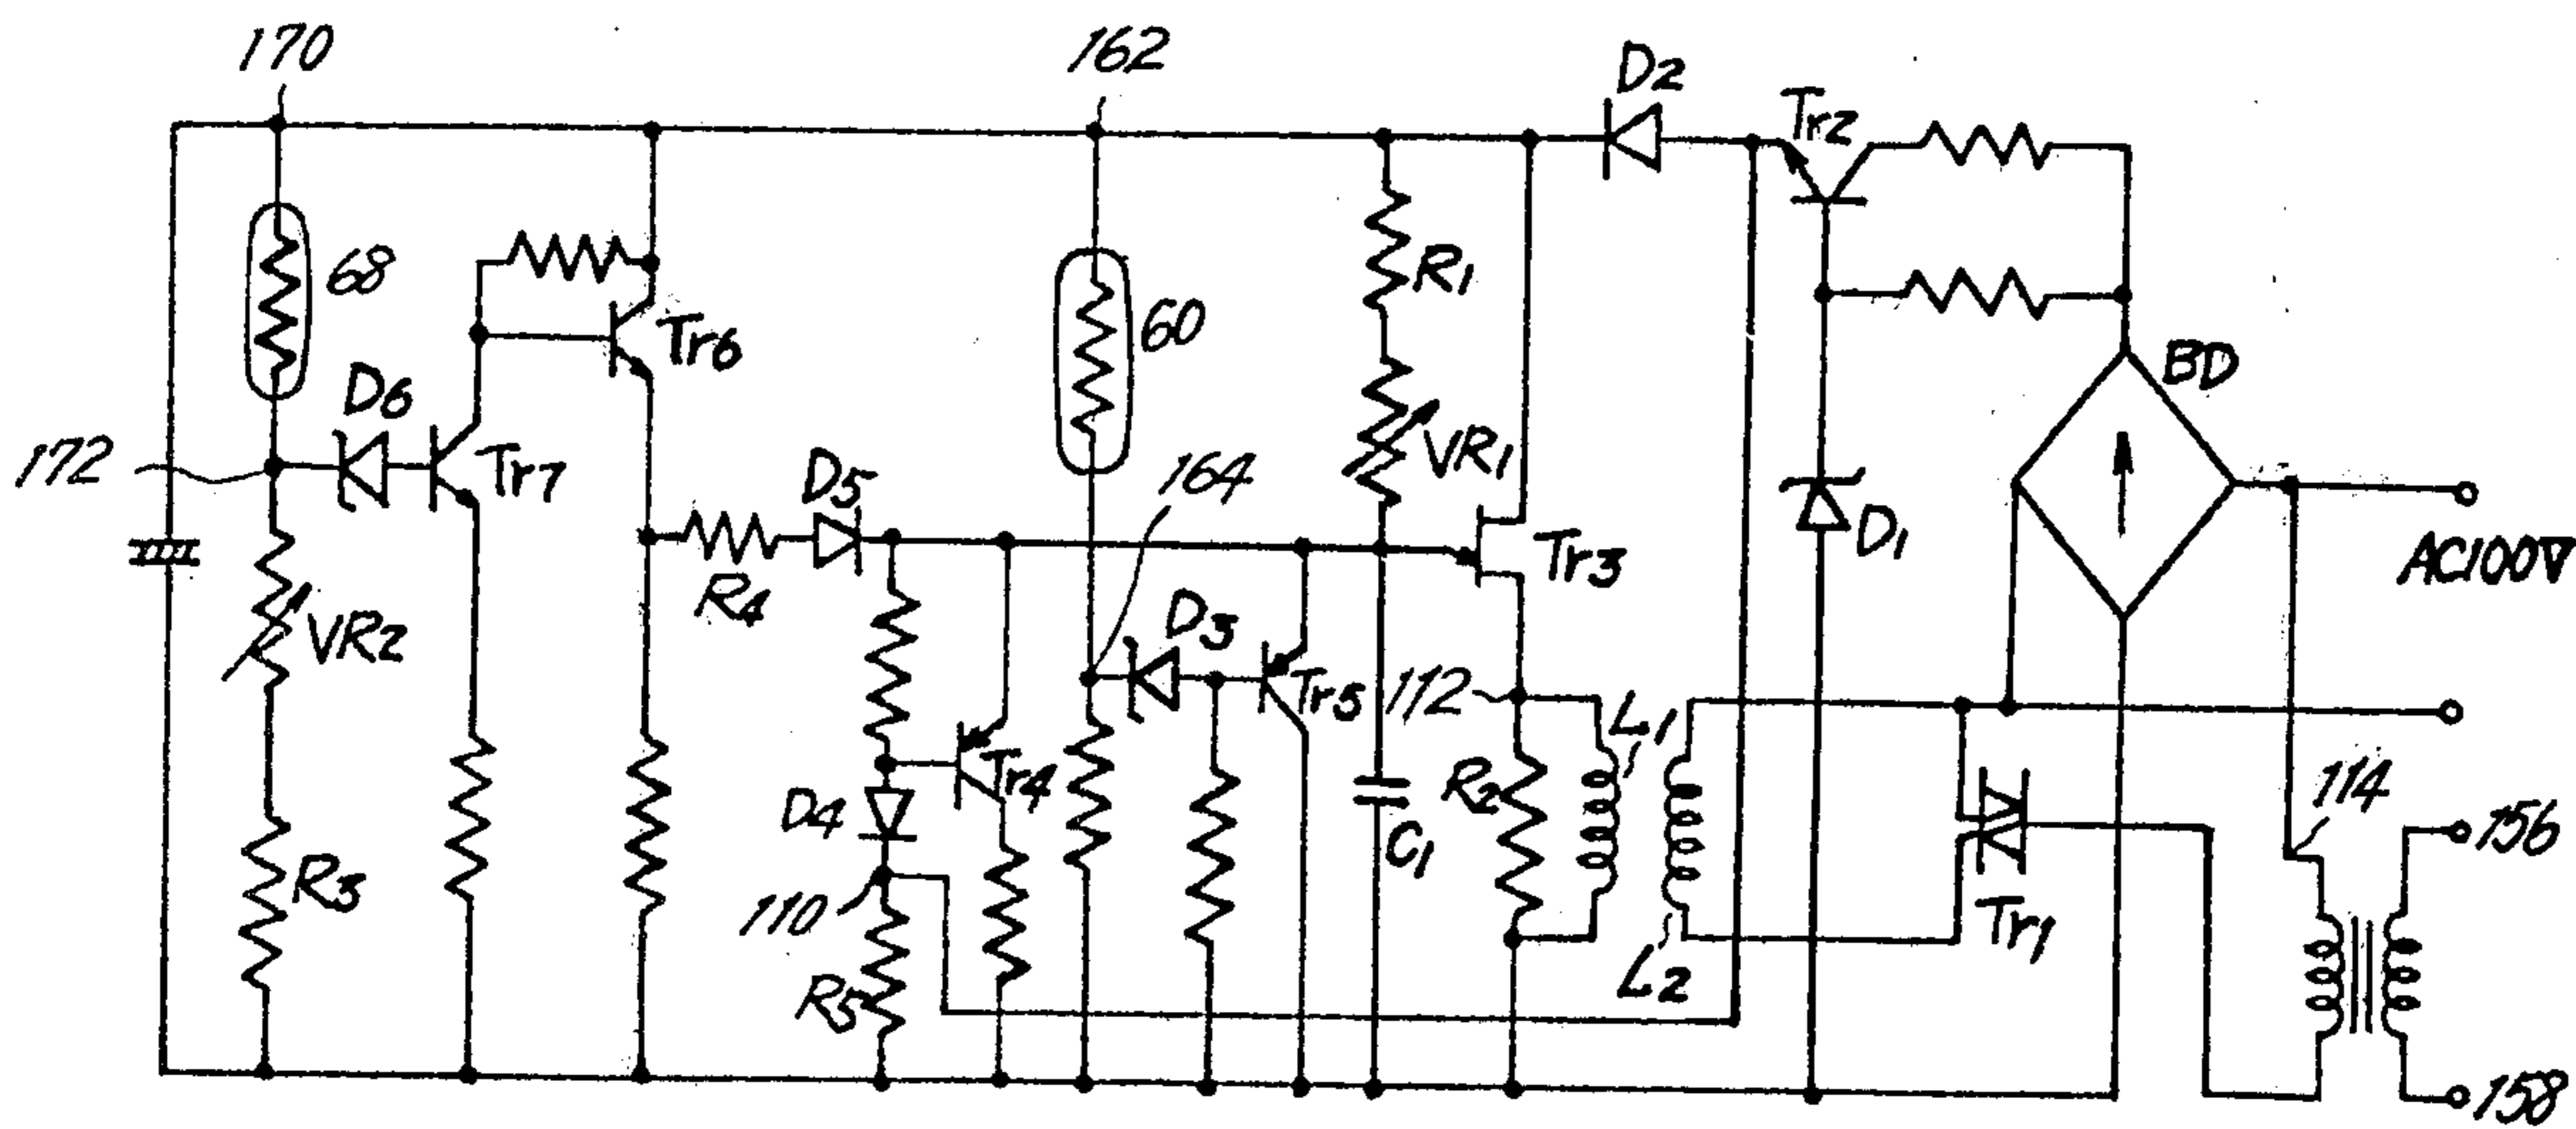 170
162
D2
Tr2
68
60
R1
Tr6
BD
D6
172
Tr7
VR1
D5
164
D1
Tr3
AC100V
R4
D3
VR2
112
Tr5
L1
Tr4
R2
114
D4
C1
156
R3
110
Tr1
R5
L2
158